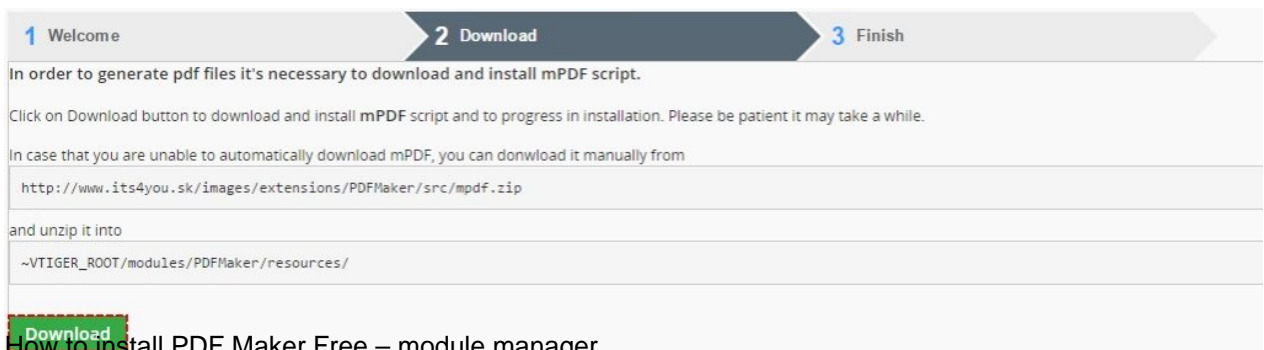 1 Welcome 2 Download 3 Finish
In order to generate pdf files it's necessary to download and install mPDF script.
Click on Download button to download and install mPDF script and to progress in installation. Please be patient it may take a while.
In case that you are unable to automatically download mPDF, you can donwload it manually from
http://www.its4you.sk/images/extensions/PDFMaker/src/mpdf.zip
and unzip it into
~VTIGER_ROOT/modules/PDFMaker/resources/
Download
How to install PDF Maker Free – module manager